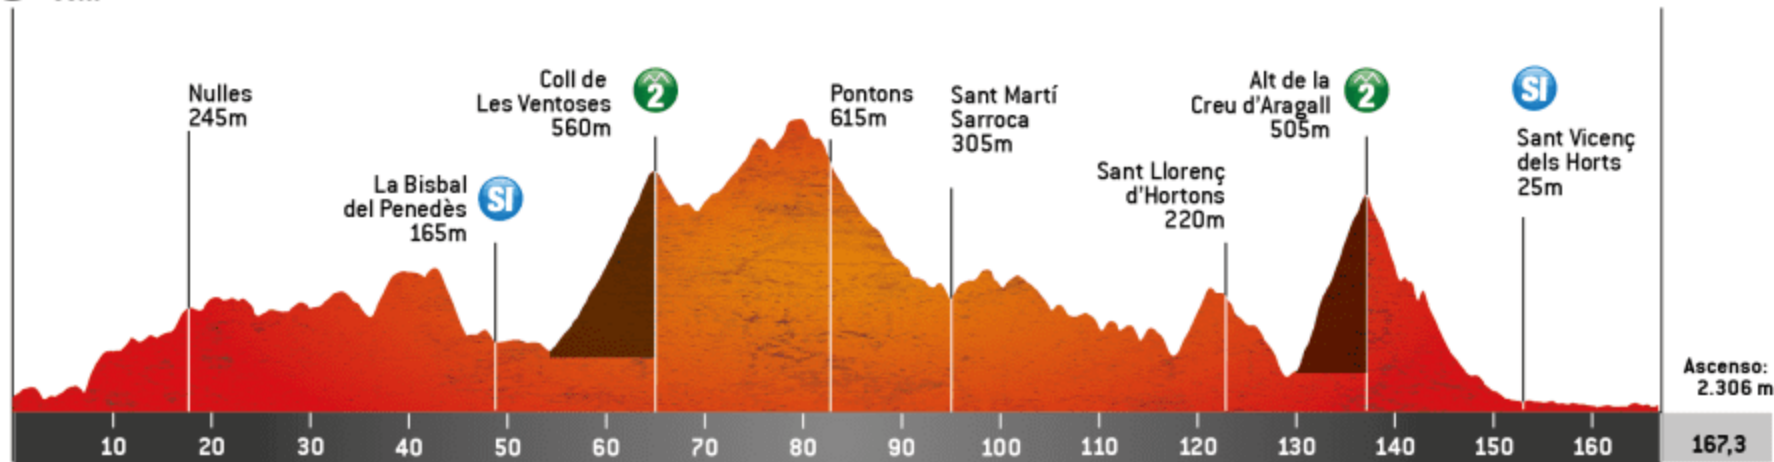 Nulles
245m
La Bisbal
del Penedès
165m
SI
Coll de
Les Ventoses
560m
2
Pontons
615m
Sant Martí
Sarroca
305m
Sant Llorenç
d'Hortons
220m
Alt de la
Creu d'Aragall
505m
2
SI
Sant Vicenç
dels Horts
25m
Ascenso:
2.306 m
10 20 30 40 50 60 70 80 90 100 110 120 130 140 150 160 167,3